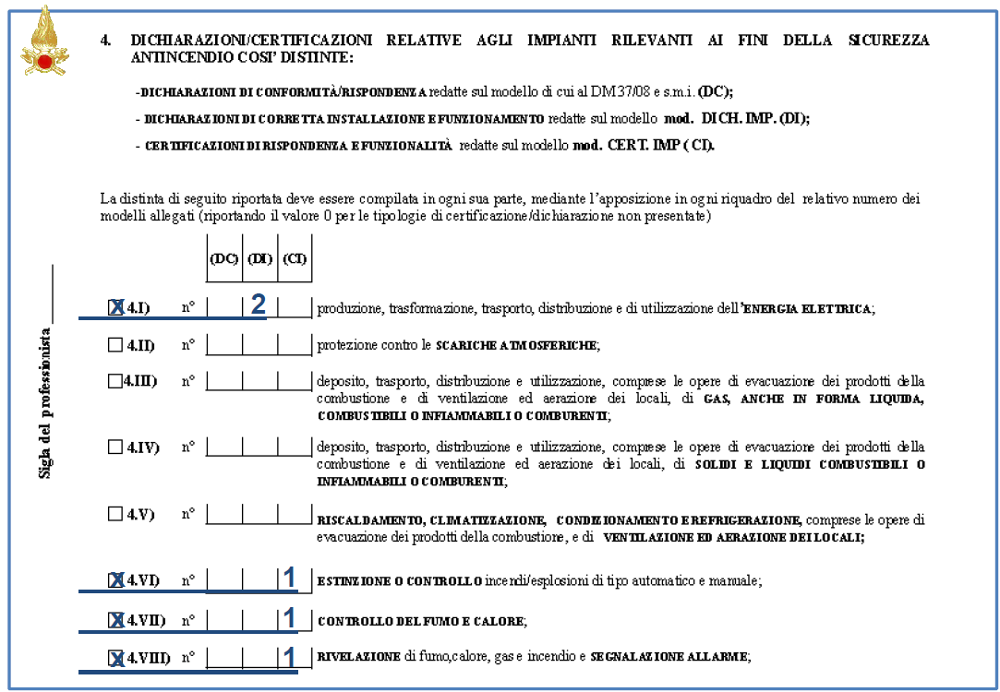 4. DICHIARAZIONI/CERTIFICAZIONI RELATIVE AGLI IMPIANTI RILEVANTI AI FINI DELLA SICUREZZA
ANTINCENDIO COSI' DISTINTE:
-DICHIARAZIONI DI CONFORMITÀ/RISPONDENZA redatte sul modello di cui al DM 37/08 e s.m.i. (DC);
- DICHIARAZIONI DI CORRETTA INSTALLAZIONE E FUNZIONAMENTO redatte sul modello mod. DICH. IMP. (DI);
- CERTIFICAZIONI DI RISPONDENZA E FUNZIONALITÀ redatte sul modello mod. CERT. IMP ( CI).
La distinta di seguito riportata deve essere compilata in ogni sua parte, mediante l'apposizione in ogni riquadro del relativo numero dei
modelli allegati (riportando il valore 0 per le tipologie di certificazione/dichiarazione non presentate)
(DC) (DI) (CI)
X 4.I) n° 2 produzione, trasformazione, trasporto, distribuzione e di utilizzazione dell'ENERGIA ELETTRICA;
4.II) n° protezione contro le SCARICHE ATMOSFERICHE;
4.III) n° deposito, trasporto, distribuzione e utilizzazione, comprese le opere di evacuazione dei prodotti della
combustione e di ventilazione ed aerazione dei locali, di GAS, ANCHE IN FORMA LIQUIDA,
COMBUSTIBILI O INFIAMMABILI O COMBURENTI;
4.IV) n° deposito, trasporto, distribuzione e utilizzazione, comprese le opere di evacuazione dei prodotti della
combustione e di ventilazione ed aerazione dei locali, di SOLIDI E LIQUIDI COMBUSTIBILI O
INFIAMMABILI O COMBURENTI;
4.V) n° RISCALDAMENTO, CLIMATIZZAZIONE, CONDIZIONAMENTO E REFRIGERAZIONE, comprese le opere di
evacuazione dei prodotti della combustione, e di VENTILAZIONE ED AERAZIONE DEI LOCALI;
X 4.VI) n° 1 ESTINZIONE O CONTROLLO incendi/esplosioni di tipo automatico e manuale;
X 4.VII) n° 1 CONTROLLO DEL FUMO E CALORE;
X 4.VIII) n° 1 RIVELAZIONE di fumo,calore, gas e incendio e SEGNALAZIONE ALLARME;
Sigla del professionista